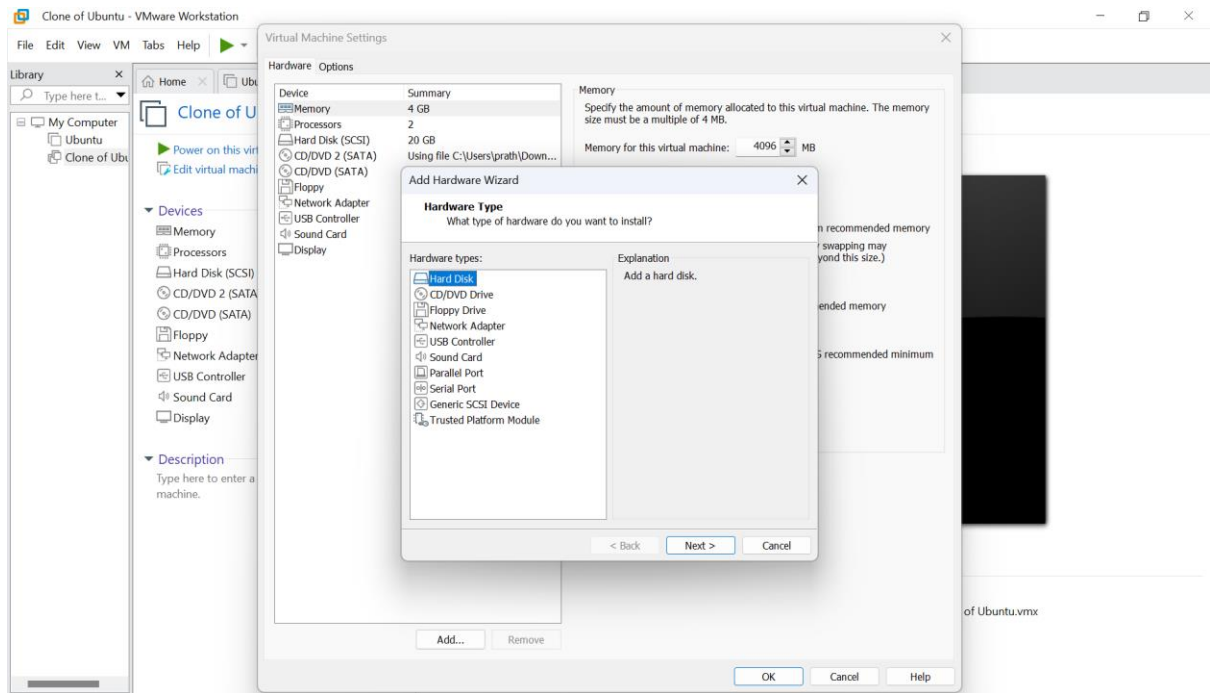 Clone of Ubuntu - VMware Workstation
File Edit View VM Tabs Help
Library
Type here t...
My Computer
Ubuntu
Clone of Ubu
Home
Ubu
Clone of U
Power on this virt
Edit virtual machi
Devices
Memory
Processors
Hard Disk (SCSI)
CD/DVD 2 (SATA
CD/DVD (SATA)
Floppy
Network Adapter
USB Controller
Sound Card
Display
Description
Type here to enter a
machine.
Virtual Machine Settings
Hardware Options
Device Summary
Memory 4 GB
Processors 2
Hard Disk (SCSI) 20 GB
CD/DVD 2 (SATA) Using file C:\Users\prath\Down...
CD/DVD (SATA)
Floppy
Network Adapter
USB Controller
Sound Card
Display
Memory
Specify the amount of memory allocated to this virtual machine. The memory
size must be a multiple of 4 MB.
Memory for this virtual machine: 4096 MB
recommended memory
swapping may
yond this size.)
ended memory
recommended minimum
Add Hardware Wizard
Hardware Type
What type of hardware do you want to install?
Hardware types:
Hard Disk
CD/DVD Drive
Floppy Drive
Network Adapter
USB Controller
Sound Card
Parallel Port
Serial Port
Generic SCSI Device
Trusted Platform Module
Explanation
Add a hard disk.
< Back Next > Cancel
Add... Remove
OK Cancel Help
of Ubuntu.vmx